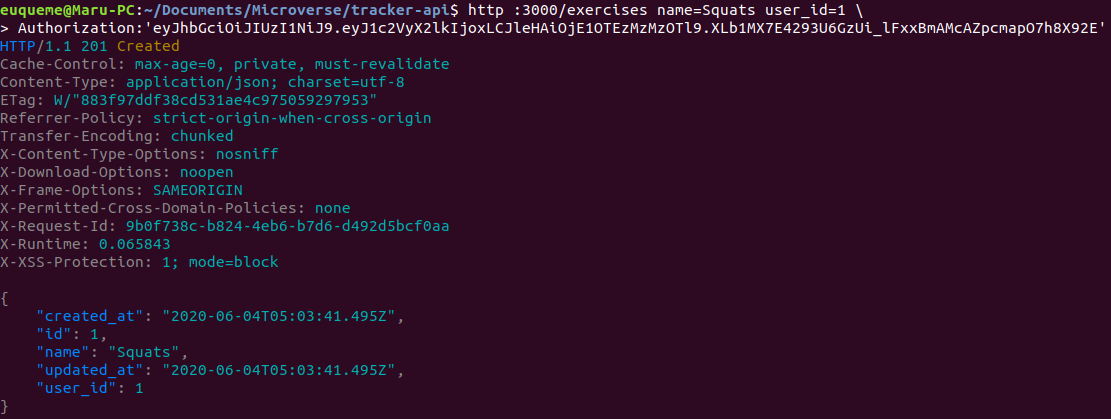 euqueme@Maru-PC:~/Documents/Microverse/tracker-api$ http :3000/exercises name=Squats user_id=1 \
> Authorization:'eyJhbGciOiJIUzI1NiJ9.eyJ1c2VyX2lkIjoxLCJleHAiOjE1OTEzMzMzOTl9.XLb1MX7E4293U6GzUi_lFxxBmAMcAZpcmapO7h8X92E'
HTTP/1.1 201 Created
Cache-Control: max-age=0, private, must-revalidate
Content-Type: application/json; charset=utf-8
ETag: W/"883f97ddf38cd531ae4c975059297953"
Referrer-Policy: strict-origin-when-cross-origin
Transfer-Encoding: chunked
X-Content-Type-Options: nosniff
X-Download-Options: noopen
X-Frame-Options: SAMEORIGIN
X-Permitted-Cross-Domain-Policies: none
X-Request-Id: 9b0f738c-b824-4eb6-b7d6-d492d5bcf0aa
X-Runtime: 0.065843
X-XSS-Protection: 1; mode=block
{
    "created_at": "2020-06-04T05:03:41.495Z",
    "id": 1,
    "name": "Squats",
    "updated_at": "2020-06-04T05:03:41.495Z",
    "user_id": 1
}